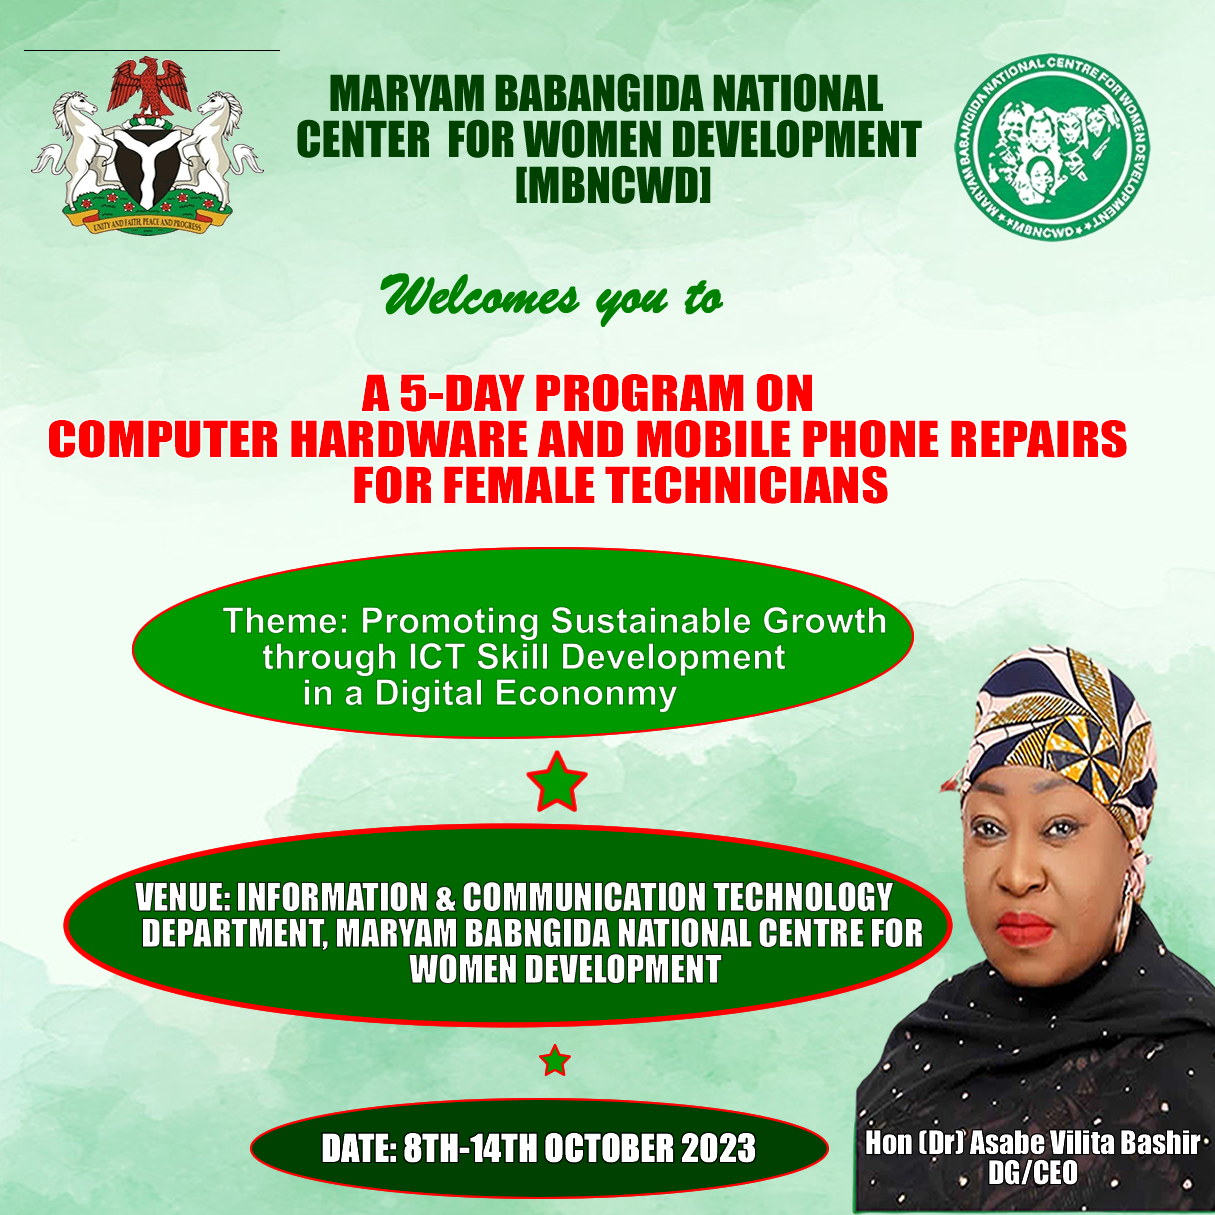 MARYAM BABANGIDA NATIONAL
CENTER FOR WOMEN DEVELOPMENT
[MBNCWD]
UNITY AND FAITH, PEACE AND PROGRESS
MARYAM BABANGIDA NATIONAL CENTRE FOR WOMEN DEVELOPMENT
★MBNCWD★
Welcomes you to
A 5-DAY PROGRAM ON
COMPUTER HARDWARE AND MOBILE PHONE REPAIRS
FOR FEMALE TECHNICIANS
Theme: Promoting Sustainable Growth
through ICT Skill Development
in a Digital Econonmy
VENUE: INFORMATION & COMMUNICATION TECHNOLOGY
DEPARTMENT, MARYAM BABNGIDA NATIONAL CENTRE FOR
WOMEN DEVELOPMENT
DATE: 8TH-14TH OCTOBER 2023
Hon (Dr) Asabe Vilita Bashir
DG/CEO